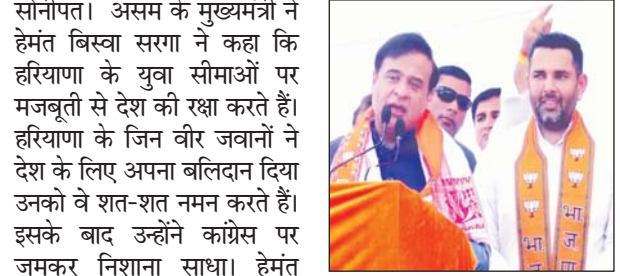 सोनीपत। असम के मुख्यमंत्री ने
हेमंत बिस्वा सरगा ने कहा कि
हरियाणा के युवा सीमाओं पर
मजबूती से देश की रक्षा करते हैं।
हरियाणा के जिन वीर जवानों ने
देश के लिए अपना बलिदान दिया
उनको वे शत-शत नमन करते हैं।
इसके बाद उन्होंने कांग्रेस पर
जमकर निशाना साधा। हेमंत
भा
ज
पा
भा
ज